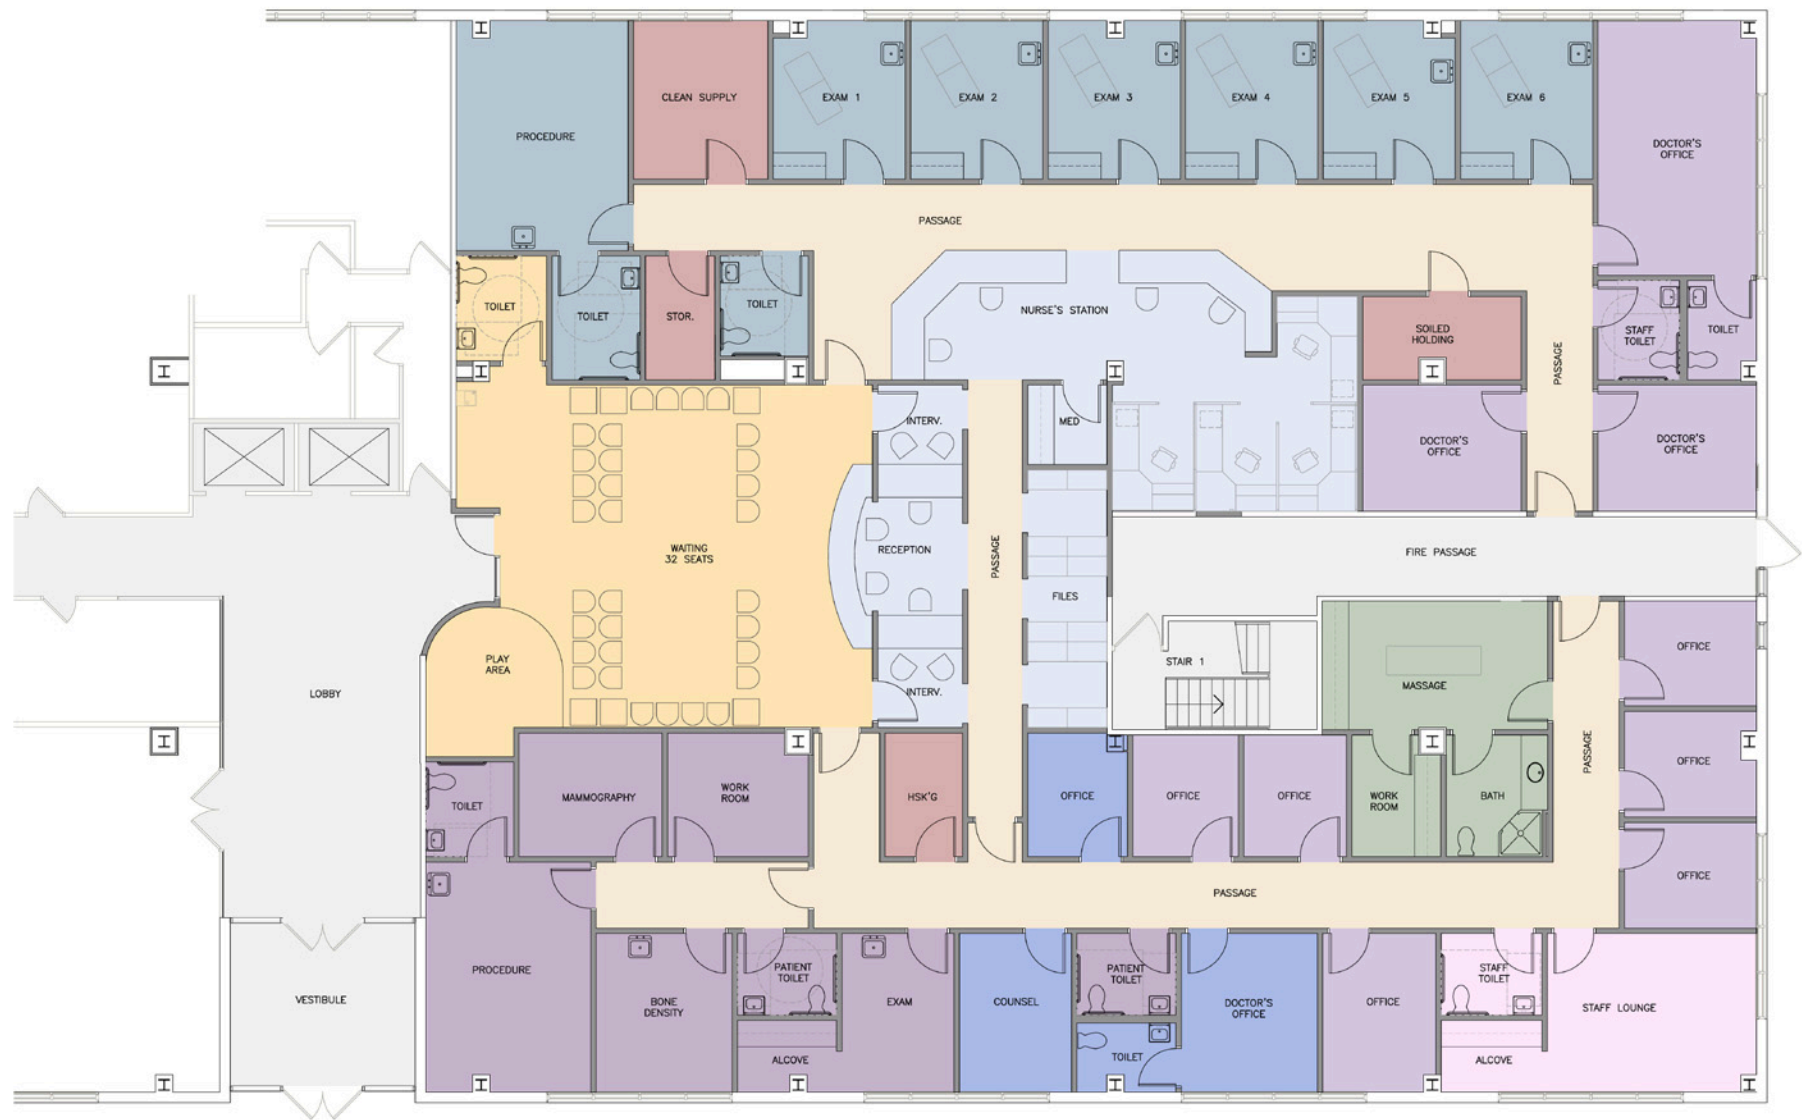 CLEAN SUPPLY
EXAM 1
EXAM 2
EXAM 3
EXAM 4
EXAM 5
EXAM 6
PROCEDURE
DOCTOR'S
OFFICE
PASSAGE
TOILET
TOILET
STOR.
TOILET
NURSE'S STATION
SOILED
HOLDING
PASSAGE
STAFF
TOILET
TOILET
INTERV.
MED
DOCTOR'S
OFFICE
DOCTOR'S
OFFICE
WAITING
32 SEATS
RECEPTION
PASSAGE
FILES
FIRE PASSAGE
PLAY
AREA
LOBBY
INTERV.
STAIR 1
MASSAGE
OFFICE
TOILET
MAMMOGRAPHY
WORK
ROOM
HSK'G
OFFICE
OFFICE
OFFICE
WORK
ROOM
BATH
PASSAGE
OFFICE
OFFICE
PASSAGE
PROCEDURE
VESTIBULE
BONE
DENSITY
PATIENT
TOILET
ALCOVE
EXAM
COUNSEL
PATIENT
TOILET
TOILET
DOCTOR'S
OFFICE
OFFICE
STAFF
TOILET
ALCOVE
STAFF LOUNGE